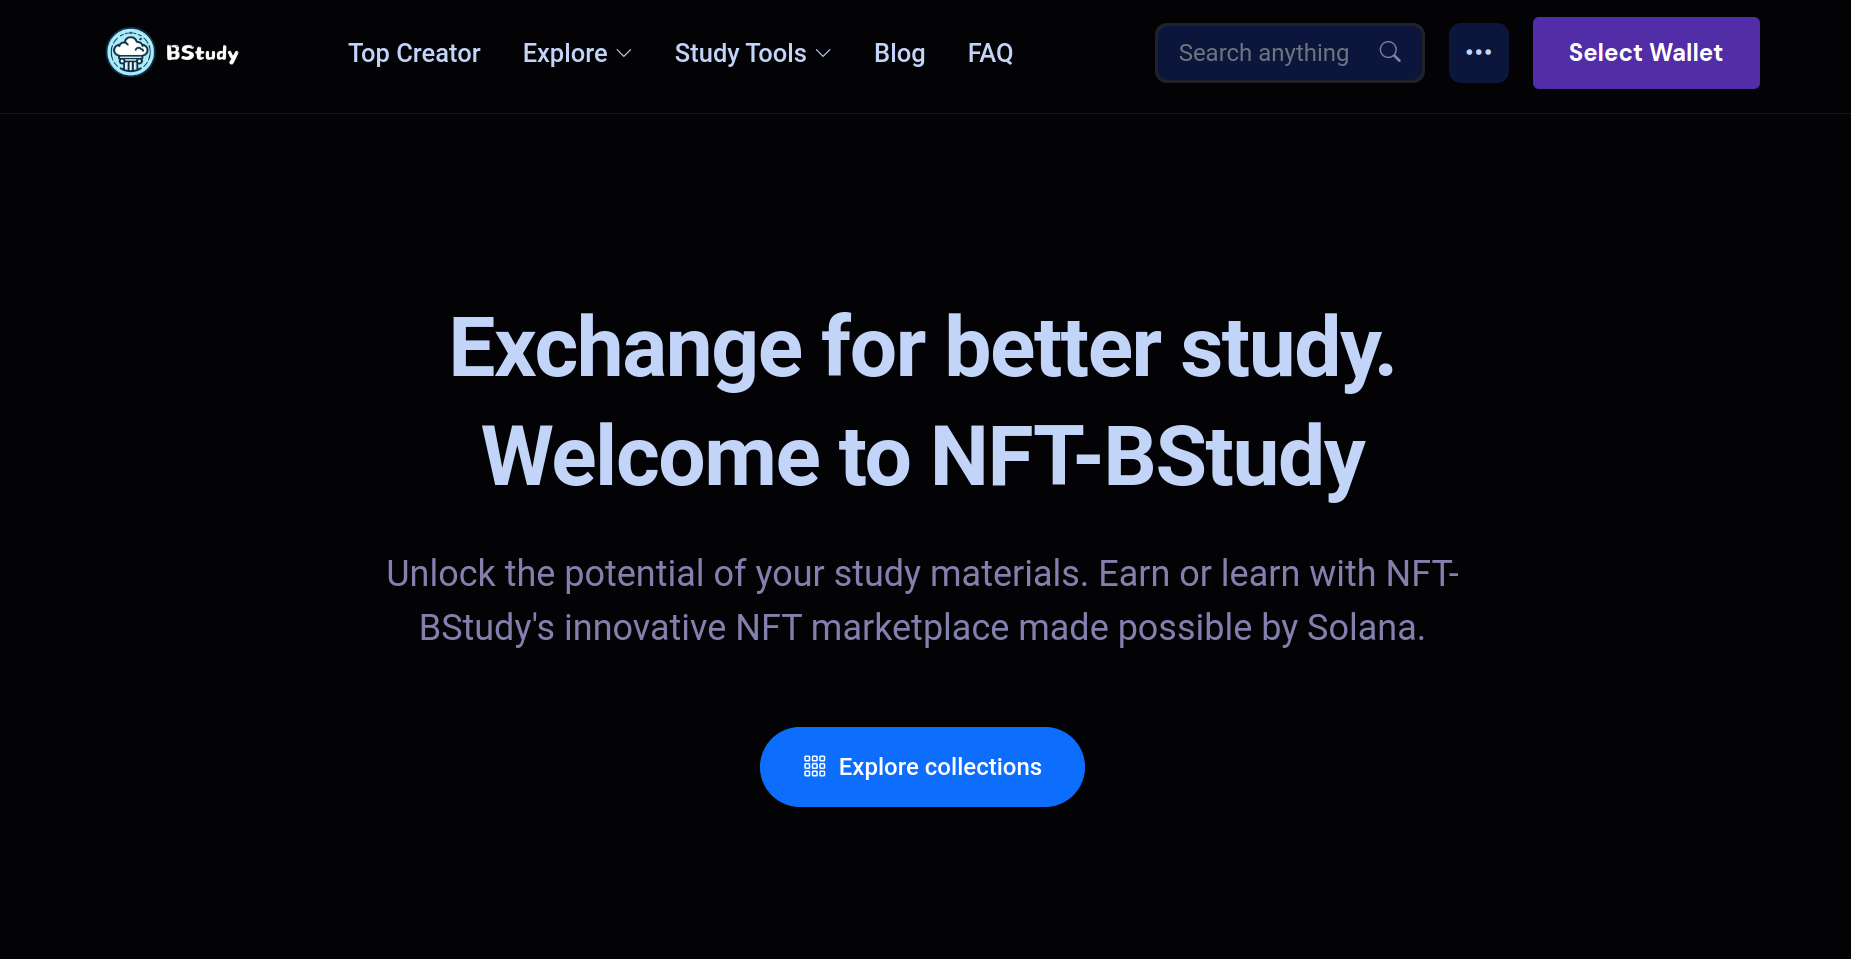 BStudy
Top Creator
Explore
Study Tools
Blog
FAQ
Search anything
Select Wallet
Exchange for better study.
Welcome to NFT-BStudy
Unlock the potential of your study materials. Earn or learn with NFT-
BStudy's innovative NFT marketplace made possible by Solana.
Explore collections